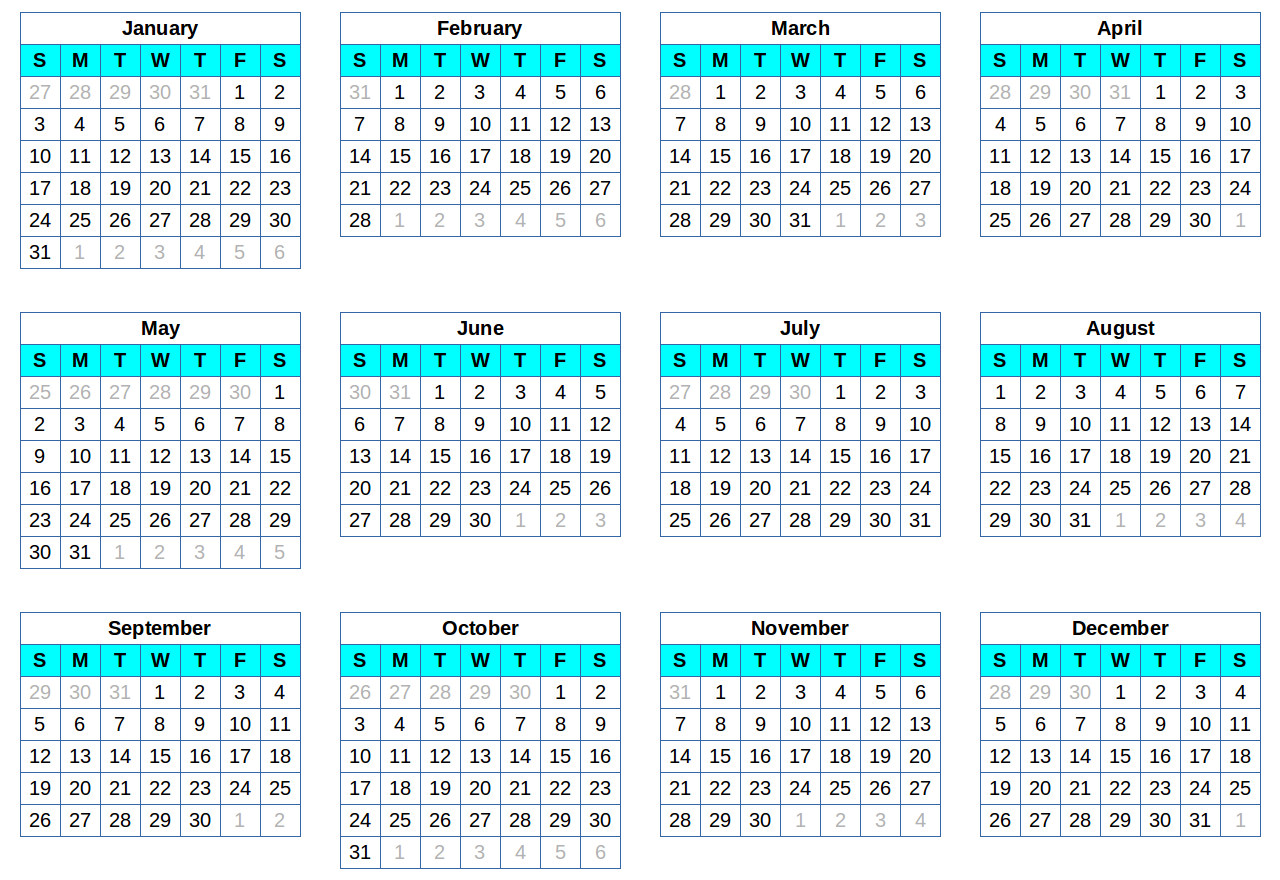 January February March April
S M T W T F S S M T W T F S S M T W T F S S M T W T F S
27 28 29 30 31 1 2 31 1 2 3 4 5 6 28 1 2 3 4 5 6 28 29 30 31 1 2 3
3 4 5 6 7 8 9 7 8 9 10 11 12 13 7 8 9 10 11 12 13 4 5 6 7 8 9 10
10 11 12 13 14 15 16 14 15 16 17 18 19 20 14 15 16 17 18 19 20 11 12 13 14 15 16 17
17 18 19 20 21 22 23 21 22 23 24 25 26 27 21 22 23 24 25 26 27 18 19 20 21 22 23 24
24 25 26 27 28 29 30 28 1 2 3 4 5 6 28 29 30 31 1 2 3 25 26 27 28 29 30 1
31 1 2 3 4 5 6
May June July August
S M T W T F S S M T W T F S S M T W T F S S M T W T F S
25 26 27 28 29 30 1 30 31 1 2 3 4 5 27 28 29 30 1 2 3 1 2 3 4 5 6 7
2 3 4 5 6 7 8 6 7 8 9 10 11 12 4 5 6 7 8 9 10 8 9 10 11 12 13 14
9 10 11 12 13 14 15 13 14 15 16 17 18 19 11 12 13 14 15 16 17 15 16 17 18 19 20 21
16 17 18 19 20 21 22 20 21 22 23 24 25 26 18 19 20 21 22 23 24 22 23 24 25 26 27 28
23 24 25 26 27 28 29 27 28 29 30 1 2 3 25 26 27 28 29 30 31 29 30 31 1 2 3 4
30 31 1 2 3 4 5
September October November December
S M T W T F S S M T W T F S S M T W T F S S M T W T F S
29 30 31 1 2 3 4 26 27 28 29 30 1 2 31 1 2 3 4 5 6 28 29 30 1 2 3 4
5 6 7 8 9 10 11 3 4 5 6 7 8 9 7 8 9 10 11 12 13 5 6 7 8 9 10 11
12 13 14 15 16 17 18 10 11 12 13 14 15 16 14 15 16 17 18 19 20 12 13 14 15 16 17 18
19 20 21 22 23 24 25 17 18 19 20 21 22 23 21 22 23 24 25 26 27 19 20 21 22 23 24 25
26 27 28 29 30 1 2 24 25 26 27 28 29 30 28 29 30 1 2 3 4 26 27 28 29 30 31 1
31 1 2 3 4 5 6